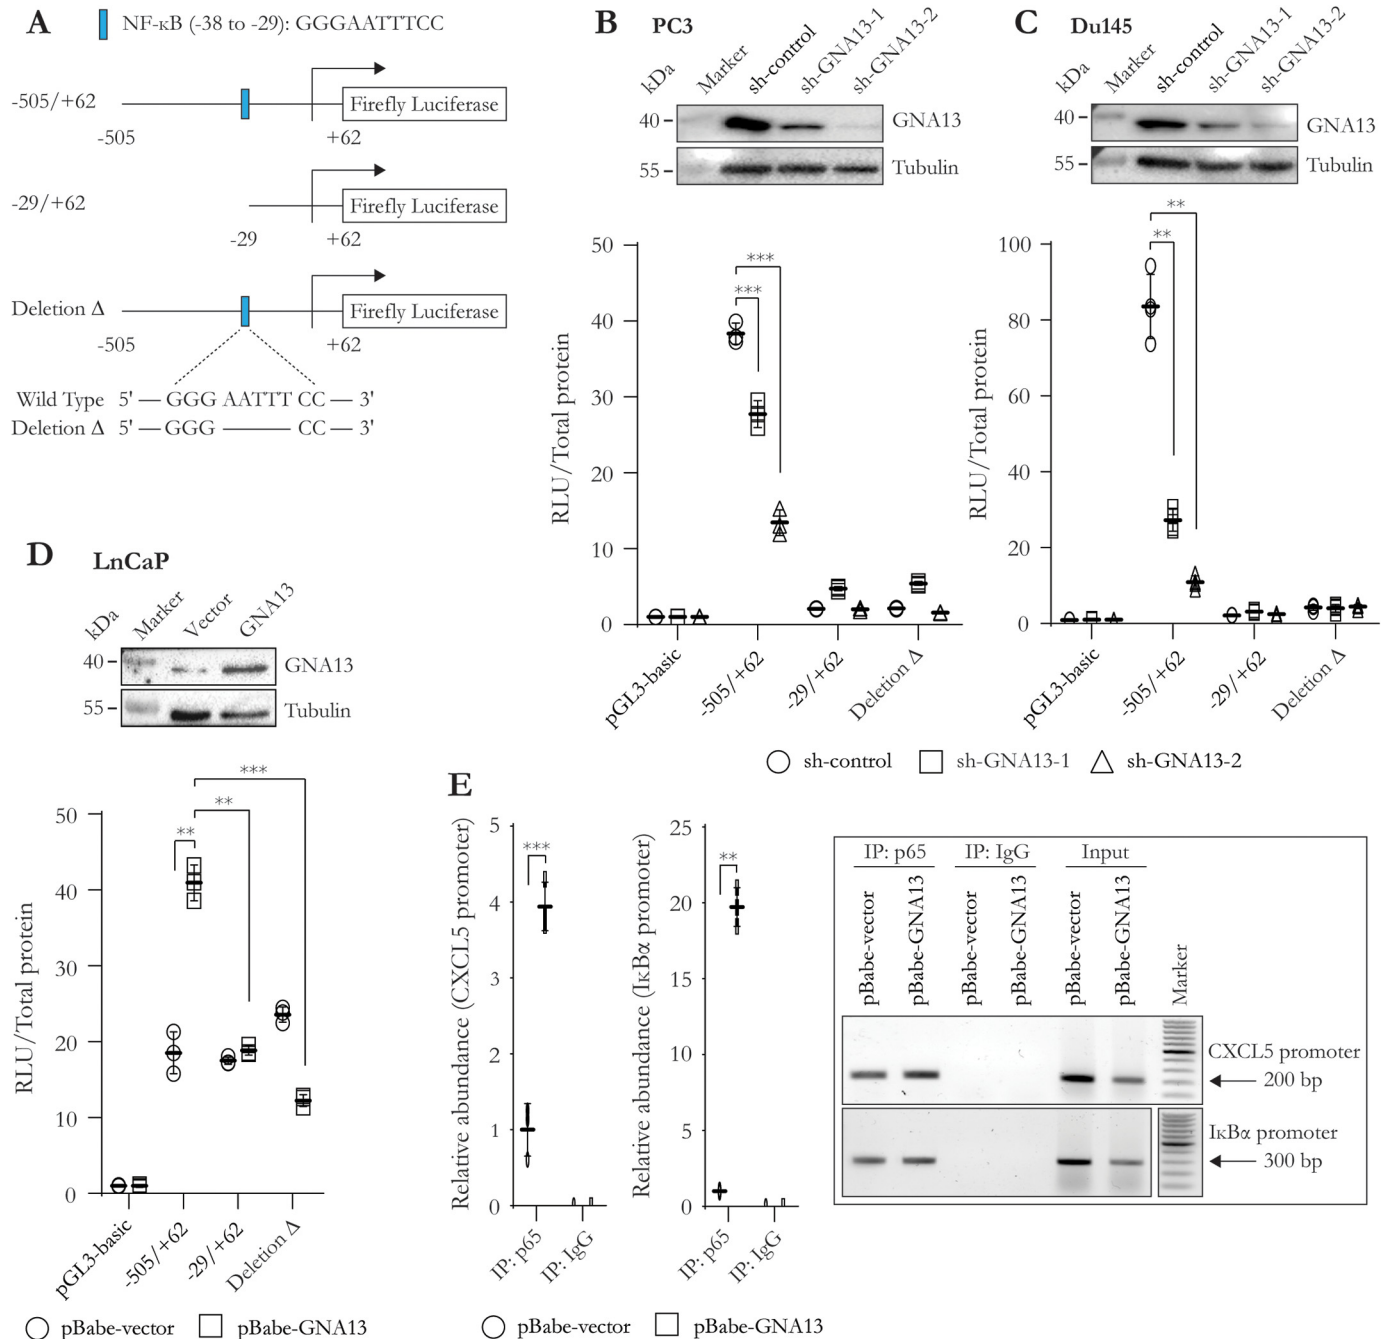 A
NF-κB (-38 to -29): GGGAATTTCC
-505/+62
Firefly Luciferase
-505
+62
-29/+62
Firefly Luciferase
-29
+62
Deletion Δ
Firefly Luciferase
-505
+62
Wild Type 5' — GGG AATTT CC — 3'
Deletion Δ 5' — GGG —— CC — 3'
B
PC3
kDa
Marker
sh-control
sh-GNA13-1
sh-GNA13-2
40
GNA13
55
Tubulin
RLU/Total protein
50
40
30
20
10
0
***
***
pGL3-basic
-505/+62
-29/+62
Deletion Δ
C
Du145
kDa
Marker
sh-control
sh-GNA13-1
sh-GNA13-2
40
GNA13
55
Tubulin
RLU/Total protein
100
80
60
40
20
0
**
**
pGL3-basic
-505/+62
-29/+62
Deletion Δ
sh-control
sh-GNA13-1
sh-GNA13-2
D
LnCaP
kDa
Marker
Vector
GNA13
40
GNA13
55
Tubulin
RLU/Total protein
50
40
30
20
10
0
***
**
**
pGL3-basic
-505/+62
-29/+62
Deletion Δ
pBabe-vector
pBabe-GNA13
E
Relative abundance (CXCL5 promoter)
5
4
3
2
1
0
***
IP: p65
IP: IgG
Relative abundance (IκBα promoter)
25
20
15
10
5
0
**
IP: p65
IP: IgG
pBabe-vector
pBabe-GNA13
IP: p65
IP: IgG
Input
pBabe-vector
pBabe-GNA13
pBabe-vector
pBabe-GNA13
pBabe-vector
pBabe-GNA13
Marker
CXCL5 promoter
200 bp
IκBα promoter
300 bp